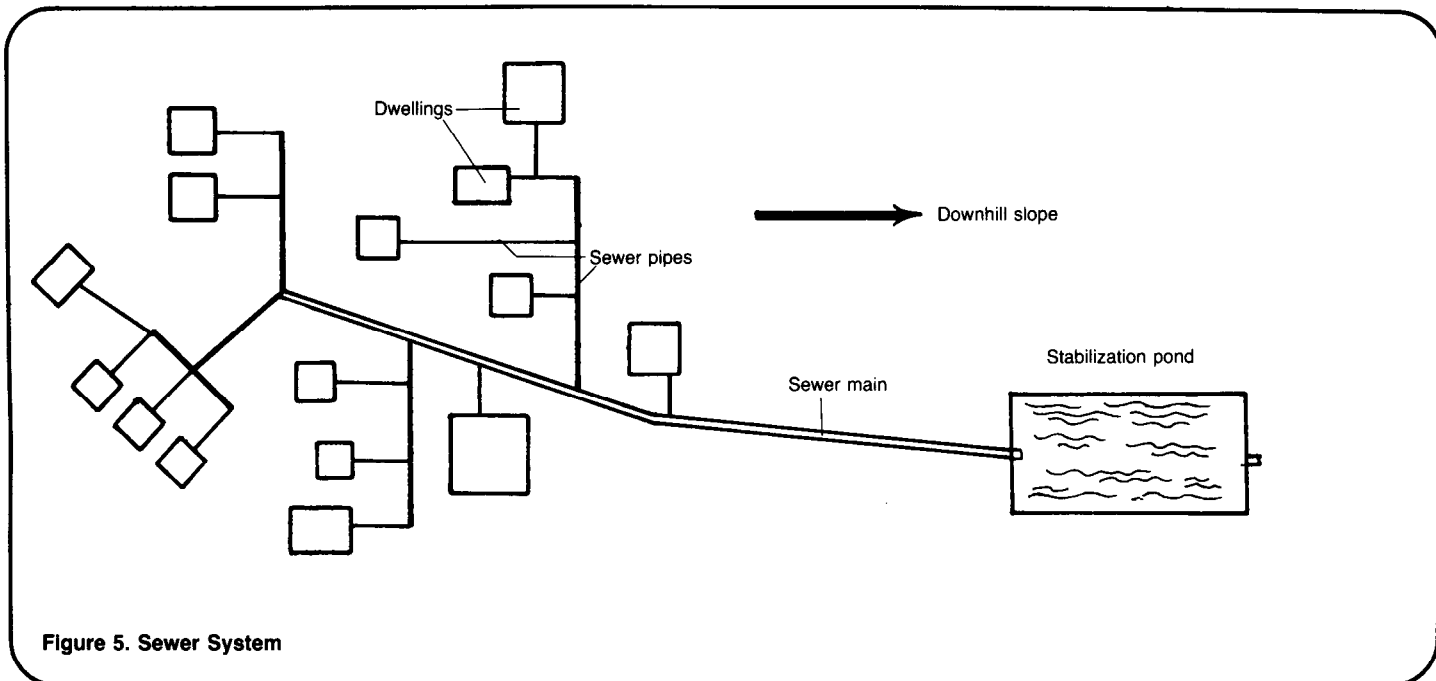 Dwellings
Downhill slope
Sewer pipes
Stabilization pond
Sewer main
Figure 5. Sewer System